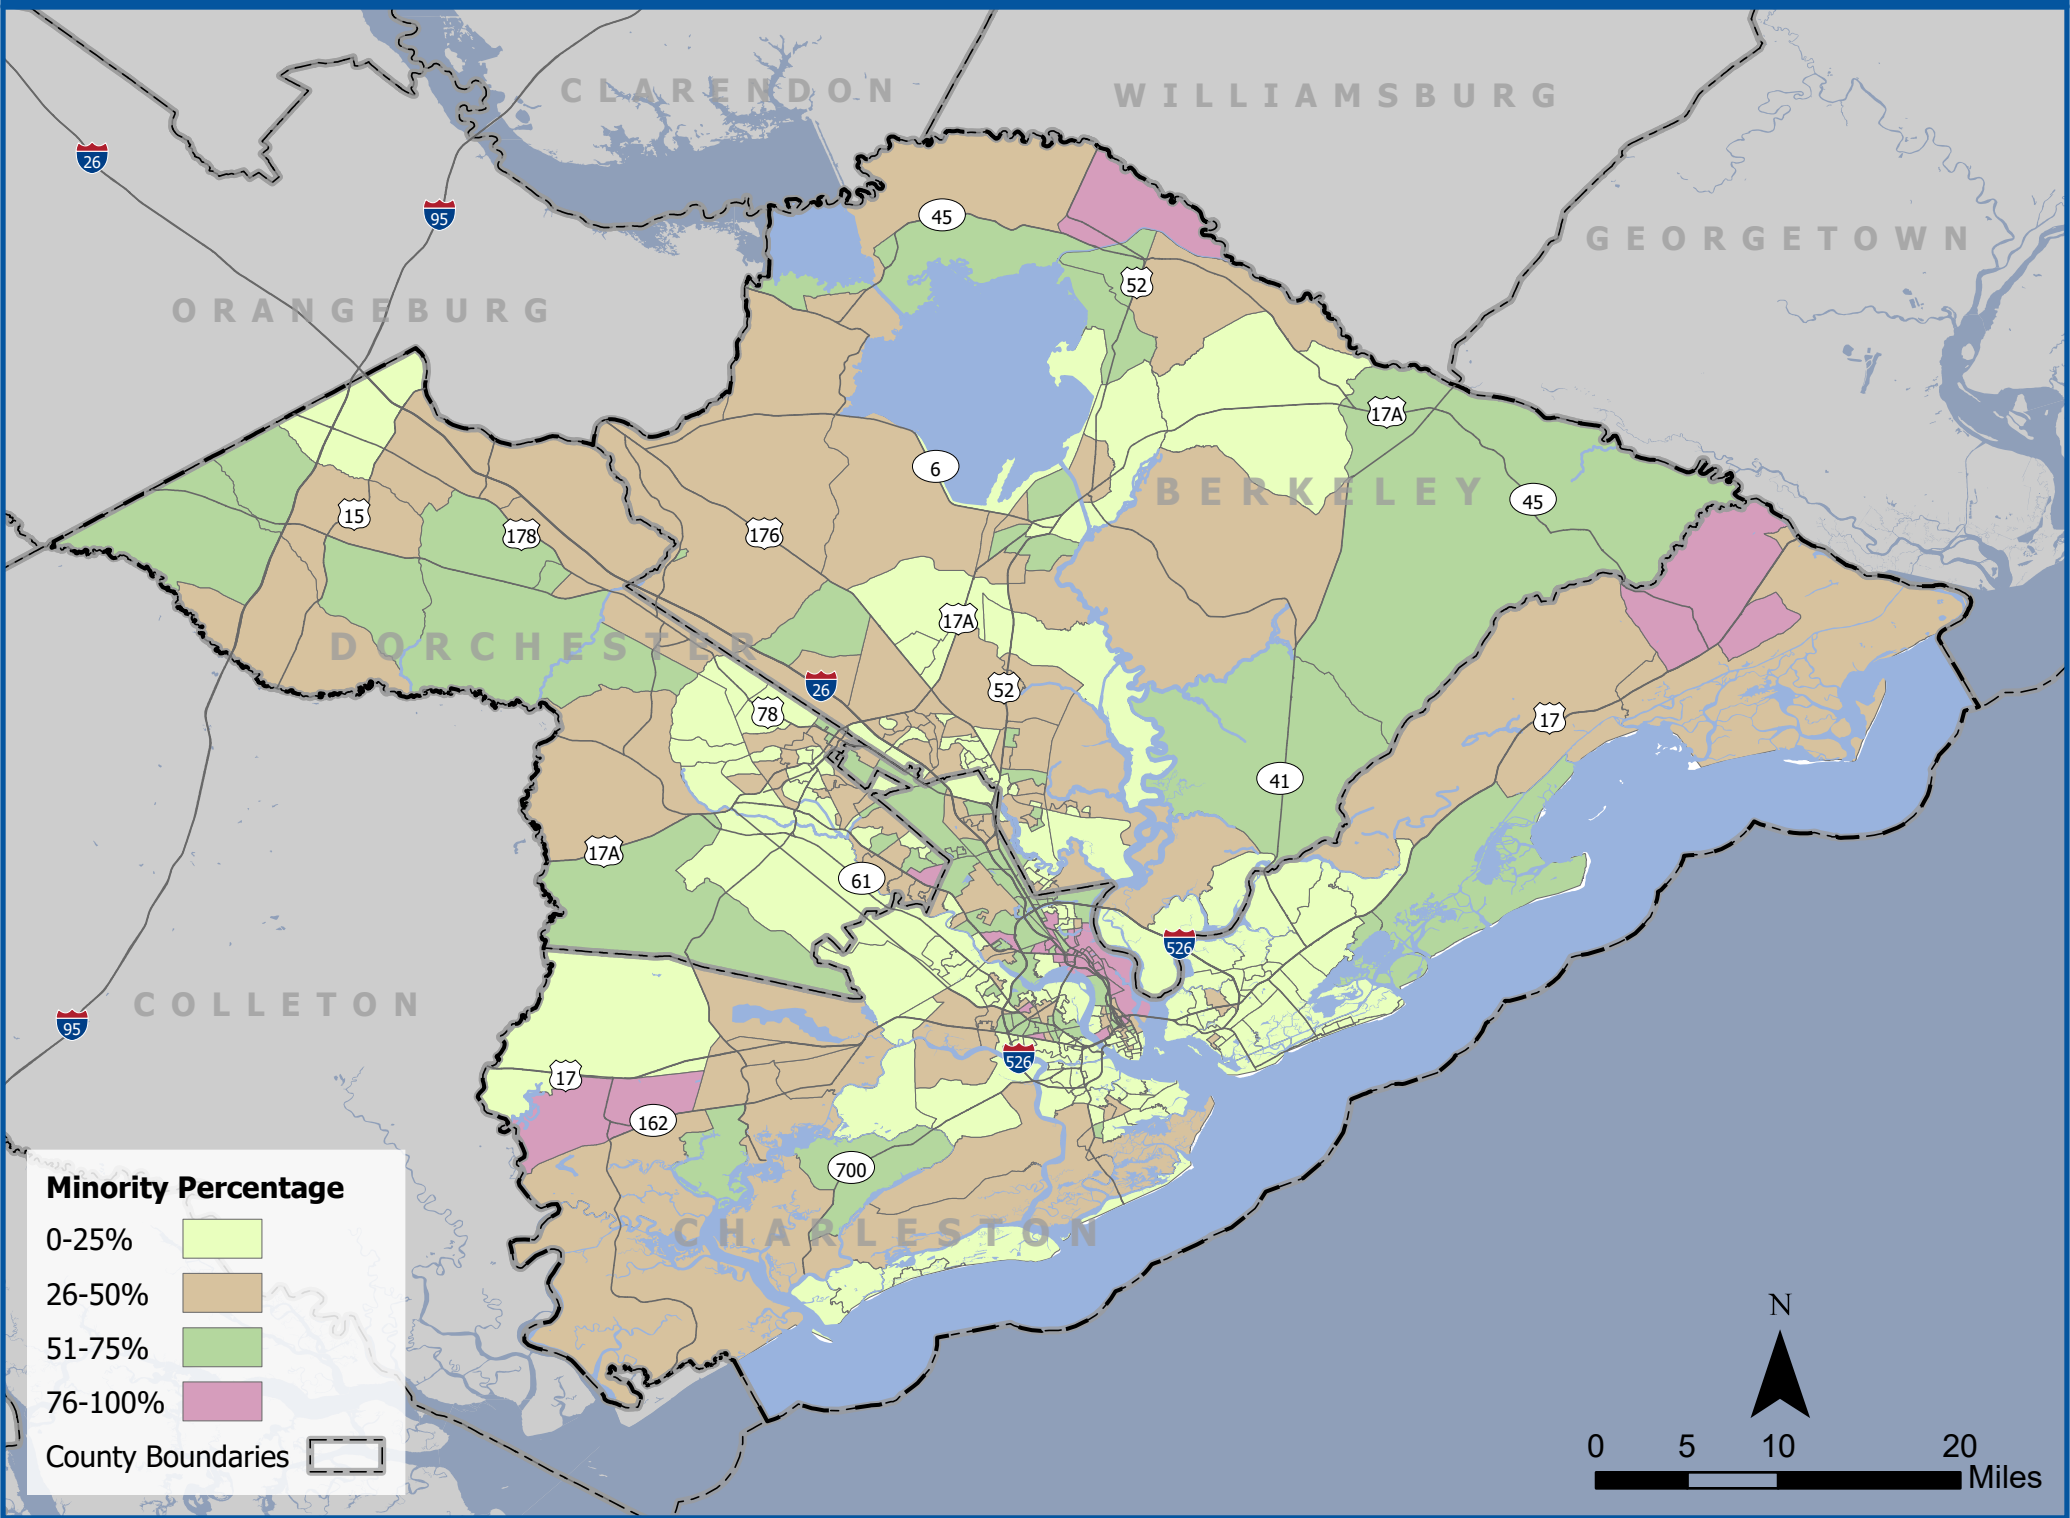 CLARENDON
WILLIAMSBURG
26
95
45
GEORGETOWN
52
ORANGEBURG
17A
6
BERKELEY
45
15
178
176
17A
DORCHESTER
26
52
78
17
41
17A
61
526
COLLETON
95
526
17
162
700
CHARLESTON
Minority Percentage
0-25%
26-50%
51-75%
76-100%
County Boundaries
N
0 5 10 20
Miles